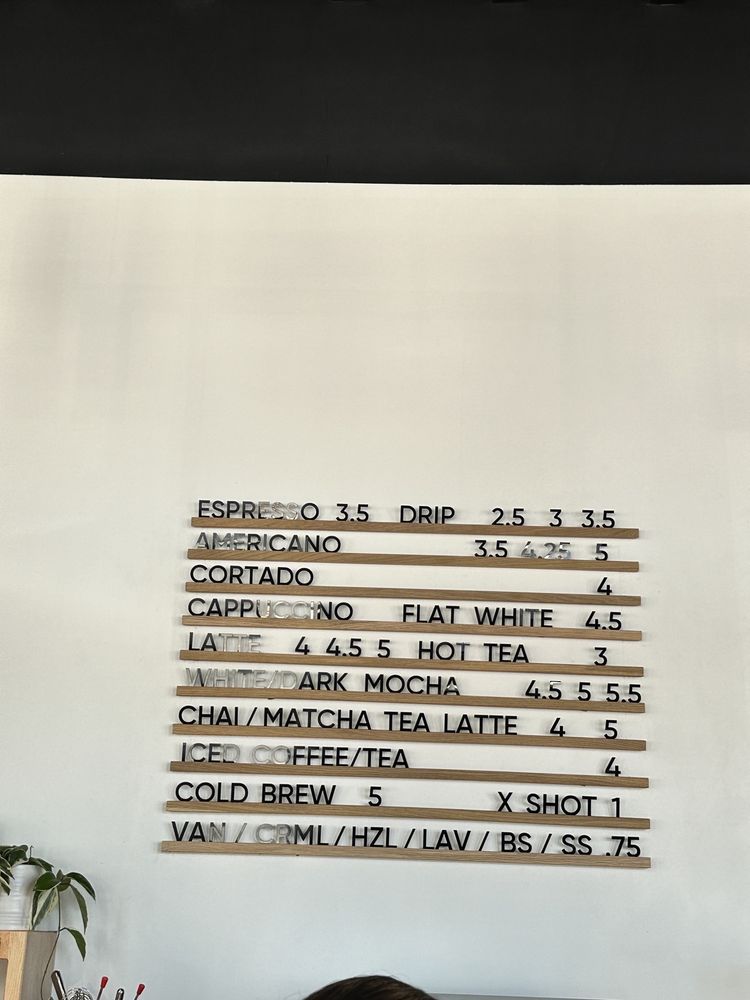 ESPRESSO 3.5 DRIP 2.5 3 3.5
AMERICANO 3.5 4.25 5
CORTADO 4
CAPPUCCINO FLAT WHITE 4.5
LATTE 4 4.5 5 HOT TEA 3
WHITE/DARK MOCHA 4.5 5 5.5
CHAI/MATCHA TEA LATTE 4 5
ICED COFFEE/TEA 4
COLD BREW 5 X SHOT 1
VAN / CRML/HZL/LAV/ BS / SS .75